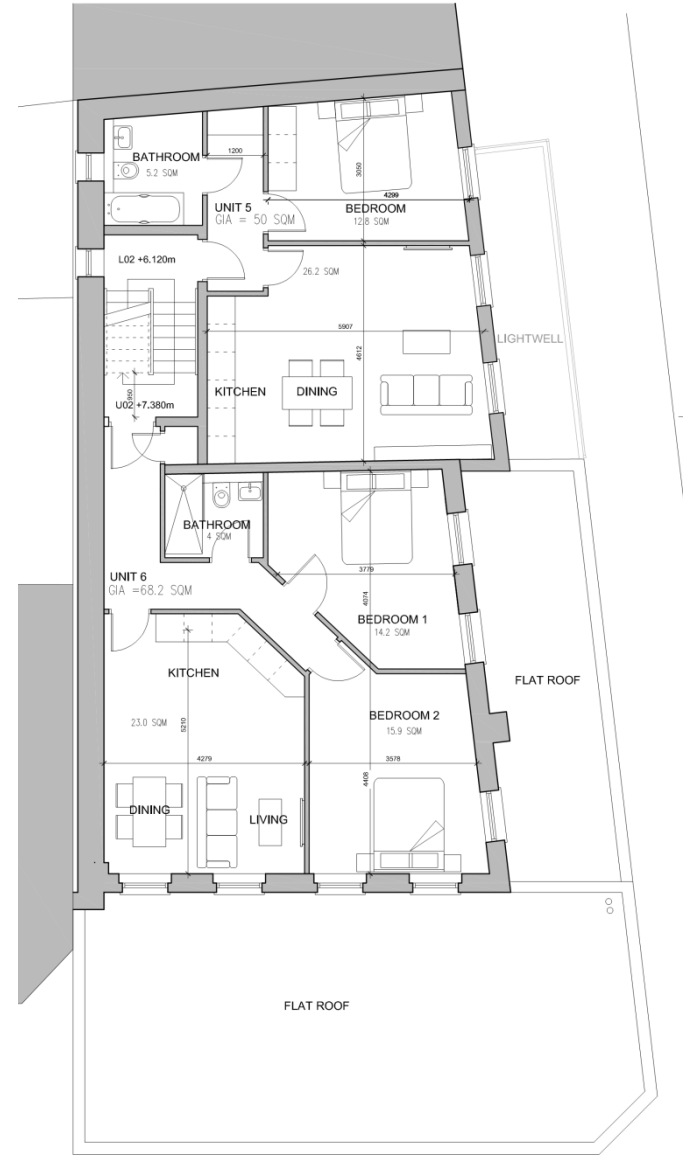 BATHROOM
5.2 SQM
1200
UNIT 5
GIA = 50 SQM
3050
4299
BEDROOM
12.8 SQM
L02 +6.120m
26.2 SQM
5907
4612
LIGHTWELL
KITCHEN
DINING
950
U02 +7.380m
BATHROOM
4 SQM
UNIT 6
GIA =68.2 SQM
3779
4074
BEDROOM 1
14.2 SQM
KITCHEN
FLAT ROOF
BEDROOM 2
15.9 SQM
23.0 SQM
5210
4279
3578
4408
DINING
LIVING
FLAT ROOF